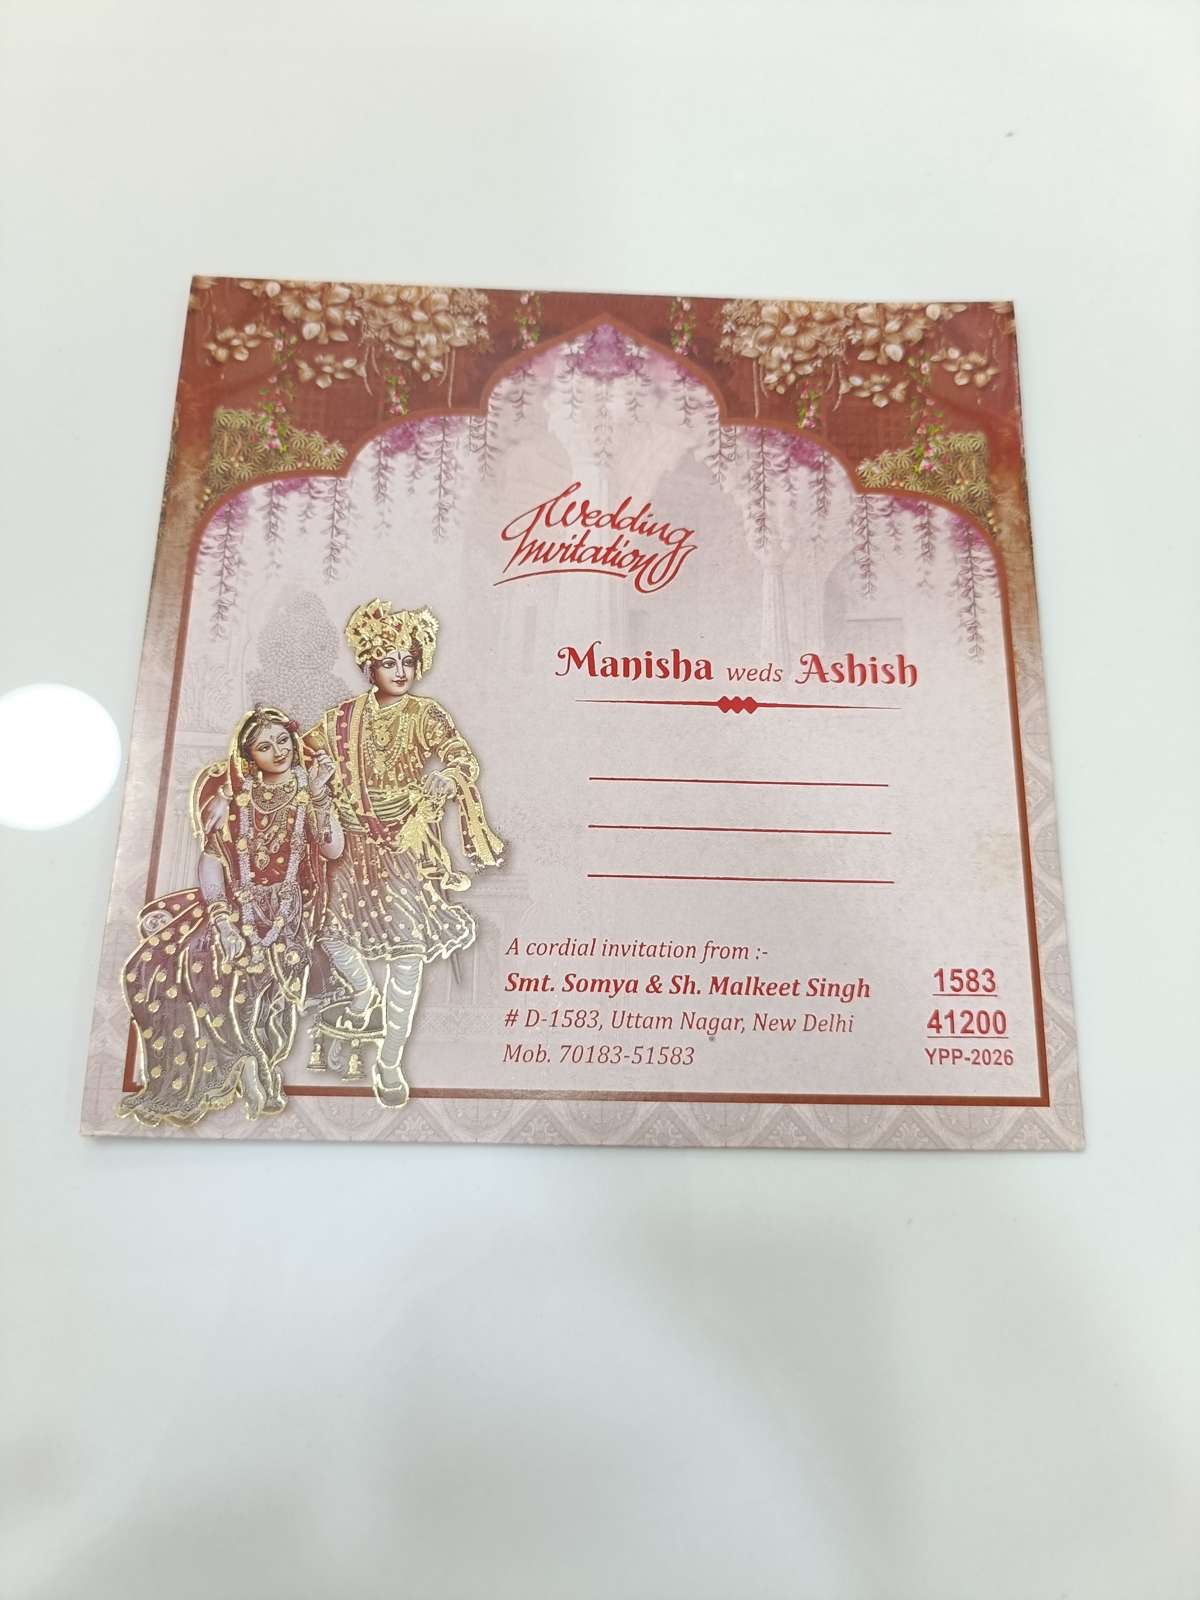 Wedding
Invitation
Manisha weds Ashish
A cordial invitation from :-
Smt. Somya & Sh. Malkeet Singh
# D-1583, Uttam Nagar, New Delhi
Mob. 70183-51583
1583
41200
YPP-2026